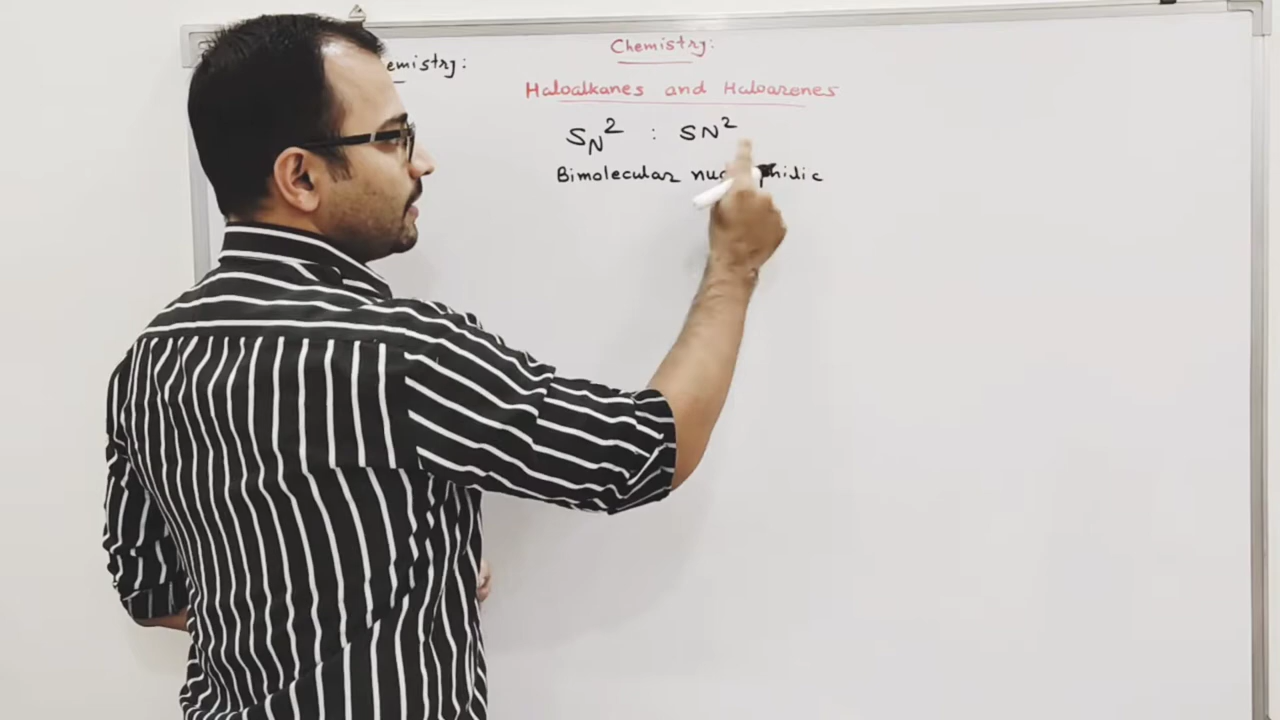 Chemistry:
emistry:
Haloalkanes and Haloarenes
SN2 : SN2
Bimolecular